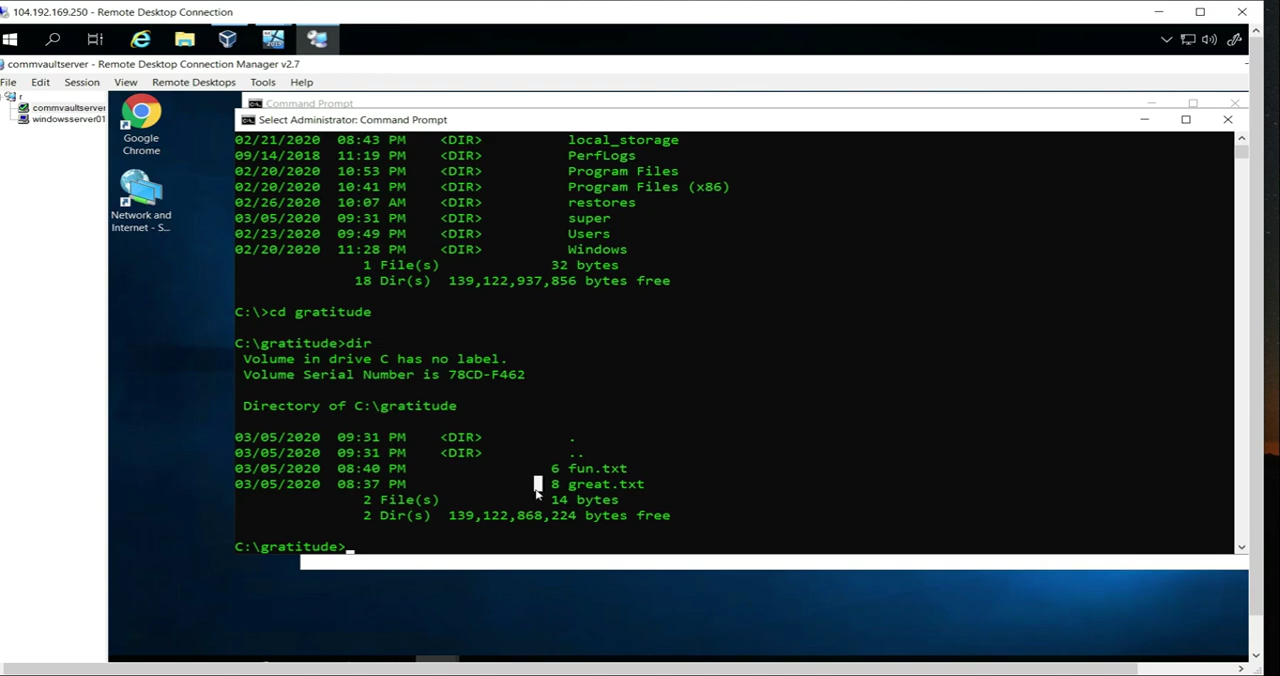 104.192.169.250 - Remote Desktop Connection
commvaultserver - Remote Desktop Connection Manager v2.7
File Edit Session View Remote Desktops Tools Help
r
commvaultserver
windowsserver01
Google
Chrome
Network and
Internet - S...
Command Prompt
Select Administrator: Command Prompt
02/21/2020 08:43 PM <DIR> local_storage
09/14/2018 11:19 PM <DIR> PerfLogs
02/20/2020 10:53 PM <DIR> Program Files
02/20/2020 10:41 PM <DIR> Program Files (x86)
02/26/2020 10:07 AM <DIR> restores
03/05/2020 09:31 PM <DIR> super
02/23/2020 09:49 PM <DIR> Users
02/20/2020 11:28 PM <DIR> Windows
1 File(s) 32 bytes
18 Dir(s) 139,122,937,856 bytes free
C:\>cd gratitude
C:\gratitude>dir
Volume in drive C has no label.
Volume Serial Number is 78CD-F462
Directory of C:\gratitude
03/05/2020 09:31 PM <DIR> .
03/05/2020 09:31 PM <DIR> ..
03/05/2020 08:40 PM 6 fun.txt
03/05/2020 08:37 PM 8 great.txt
2 File(s) 14 bytes
2 Dir(s) 139,122,868,224 bytes free
C:\gratitude>